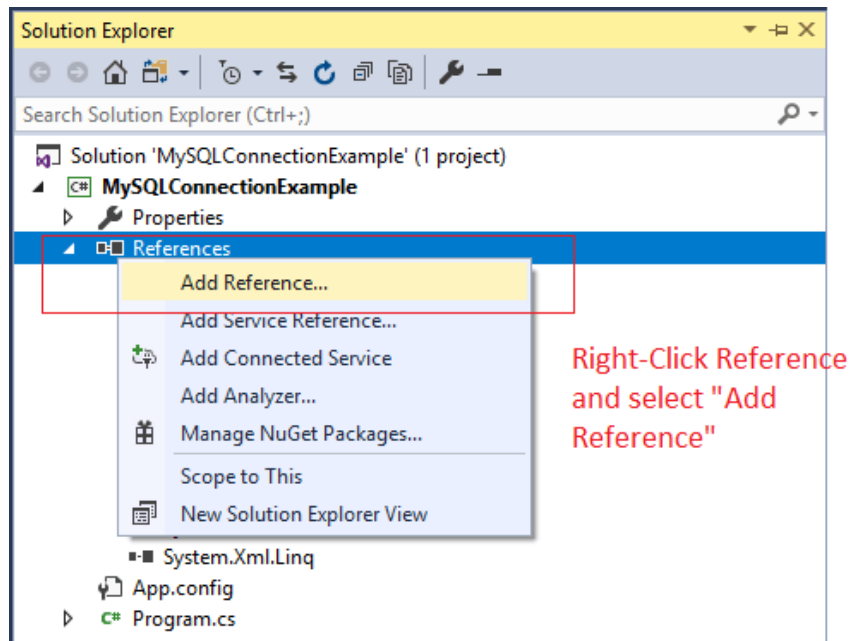 Solution Explorer
Search Solution Explorer (Ctrl+;)
Solution 'MySQLConnectionExample' (1 project)
C# MySQLConnectionExample
Properties
References
Add Reference...
Add Service Reference...
Add Connected Service
Add Analyzer...
Manage NuGet Packages...
Scope to This
New Solution Explorer View
Right-Click Reference
and select "Add
Reference"
System.Xml.Linq
App.config
C# Program.cs